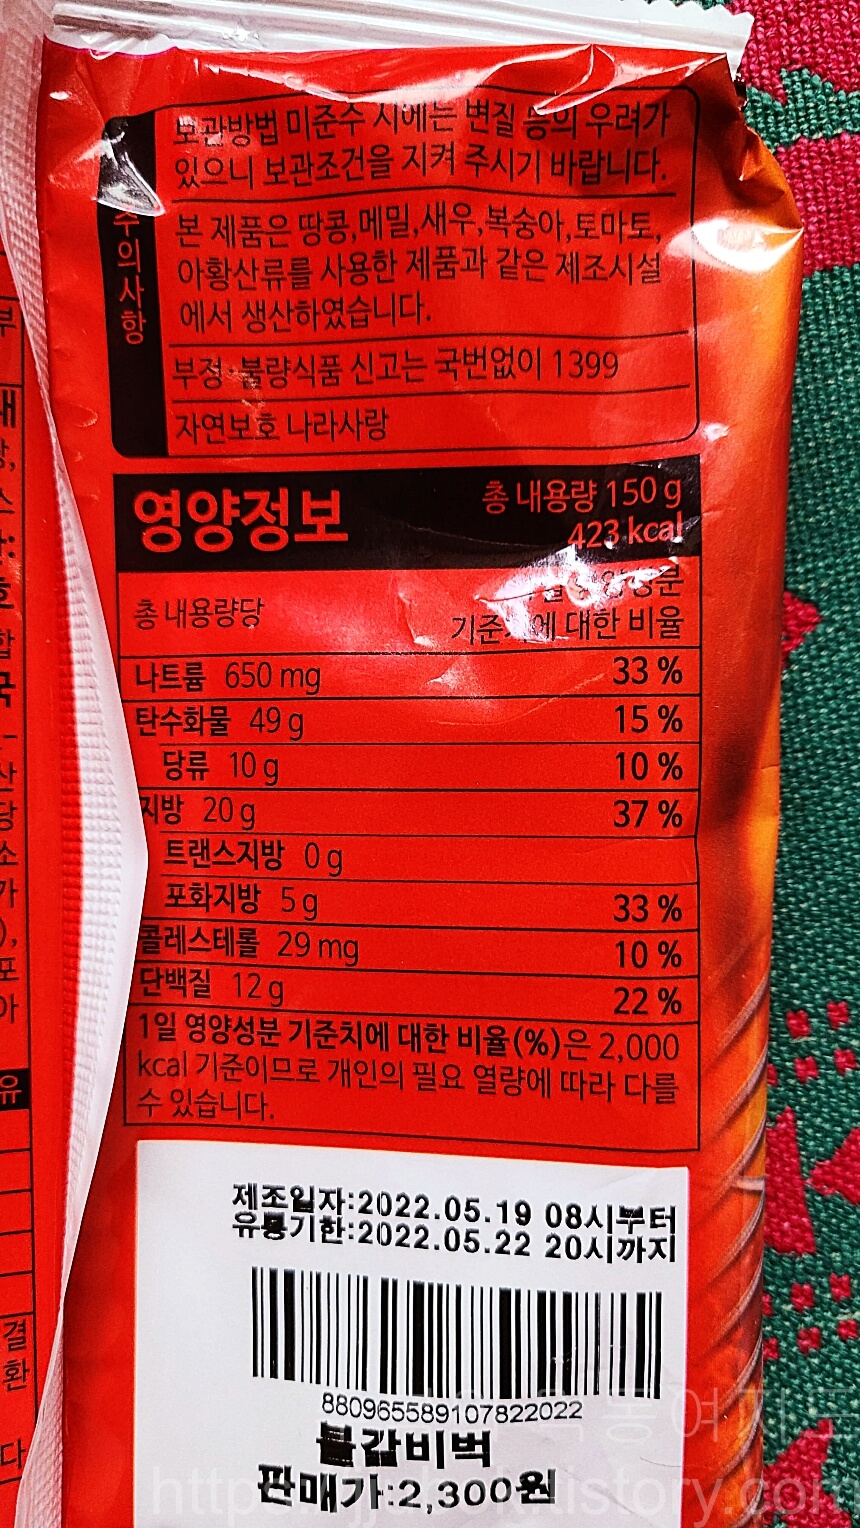 보관방법 미준수 시에는 변질 등의 우려가
있으니 보관조건을 지켜 주시기 바랍니다.
주의사항
본 제품은 땅콩,메밀,새우,복숭아,토마토,
아황산류를 사용한 제품과 같은 제조시설
에서 생산하였습니다.
부정·불량식품 신고는 국번없이 1399
자연보호 나라사랑
영양정보
총 내용량 150 g
423 kcal
총 내용량당
기준치에 대한 비율
나트륨 650 mg 33 %
탄수화물 49 g 15 %
당류 10 g 10 %
지방 20 g 37 %
트랜스지방 0 g
포화지방 5 g 33 %
콜레스테롤 29 mg 10 %
단백질 12 g 22 %
1일 영양성분 기준치에 대한 비율(%)은 2,000
kcal 기준이므로 개인의 필요 열량에 따라 다를
수 있습니다.
제조일자:2022.05.19 08시부터
유통기한:2022.05.22 20시까지
880965589107822022
불갈비벅
판매가:2,300원